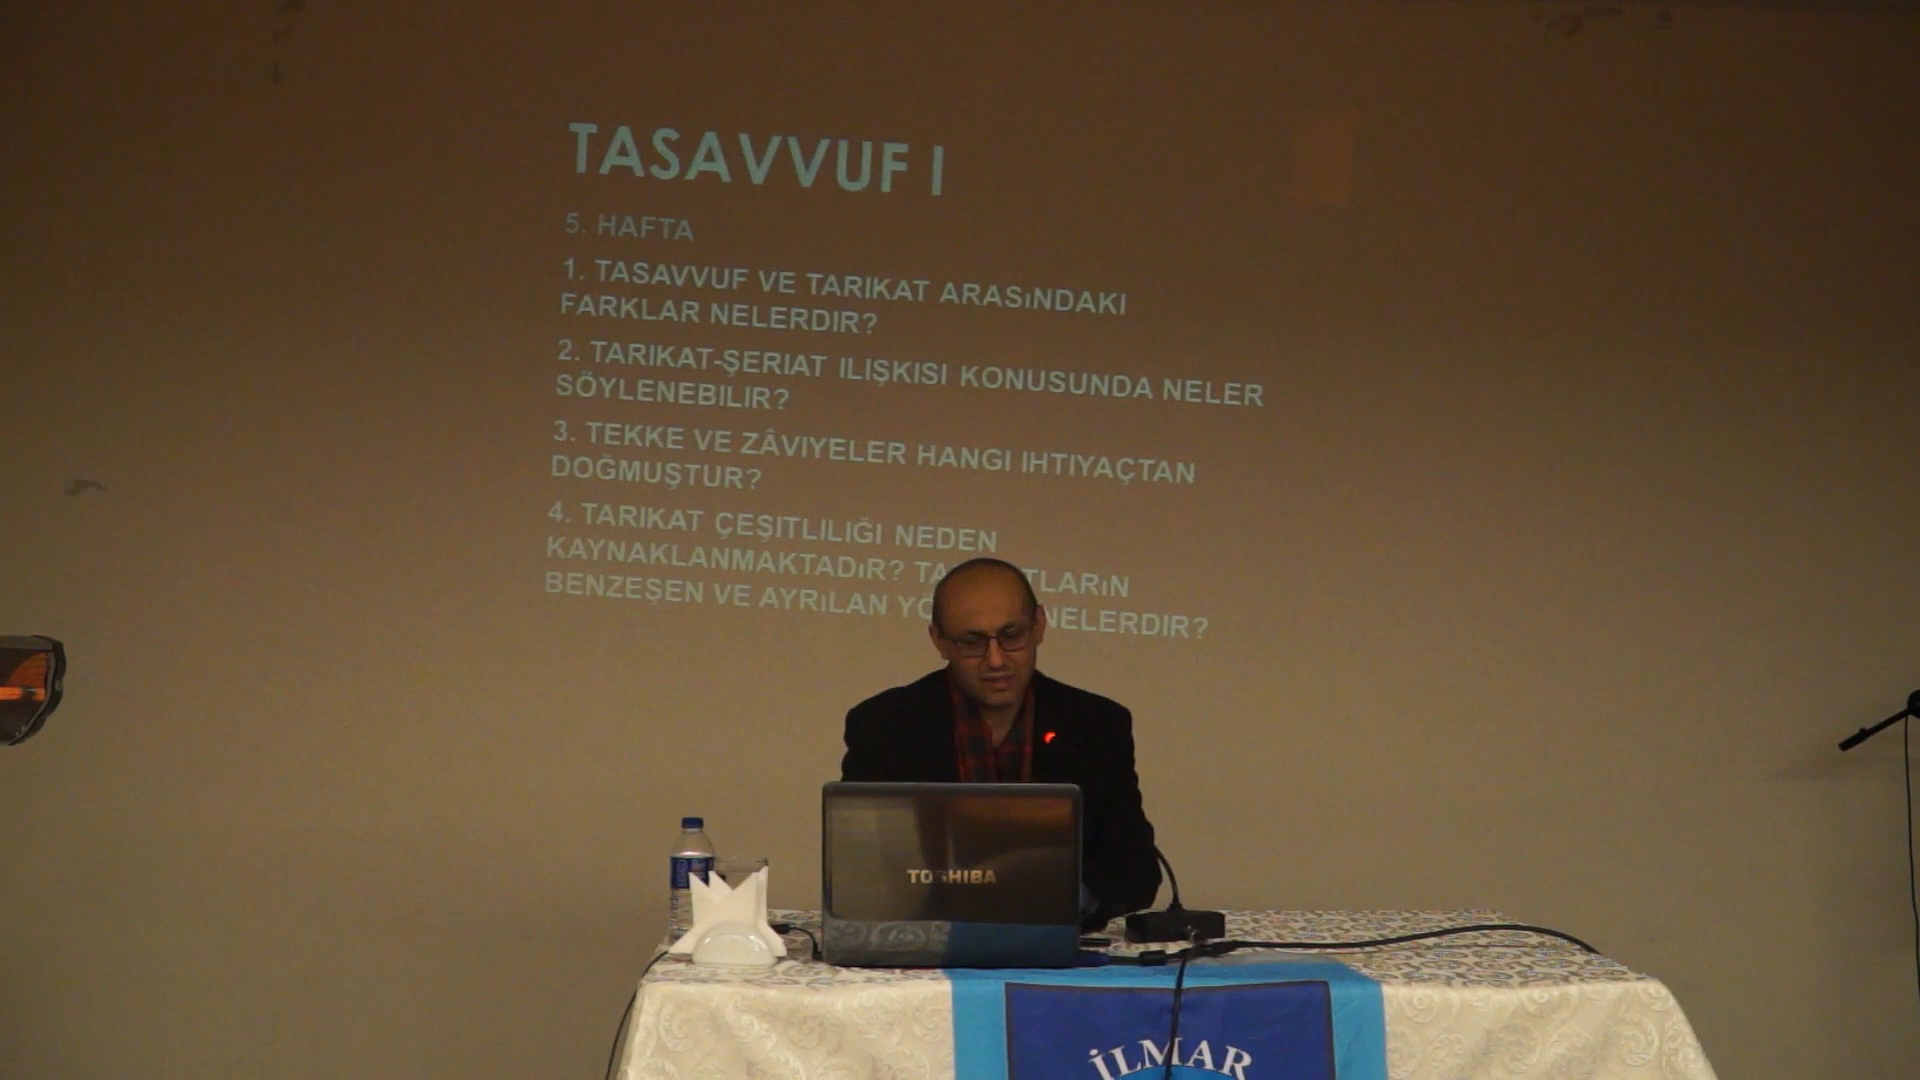 TASAVVUF I
5. HAFTA
1. TASAVVUF VE TARIKAT ARASıNDAKI
FARKLAR NELERDIR?
2. TARIKAT-ŞERIAT ILIŞKISI KONUSUNDA NELER
SÖYLENEBILIR?
3. TEKKE VE ZÂVIYELER HANGI IHTIYAÇTAN
DOĞMUŞTUR?
4. TARIKAT ÇEŞITLILIĞI NEDEN
KAYNAKLANMAKTADıR?
BENZEŞEN VE AYRıLAN NELERDIR?
TOSHIBA
İLMAR